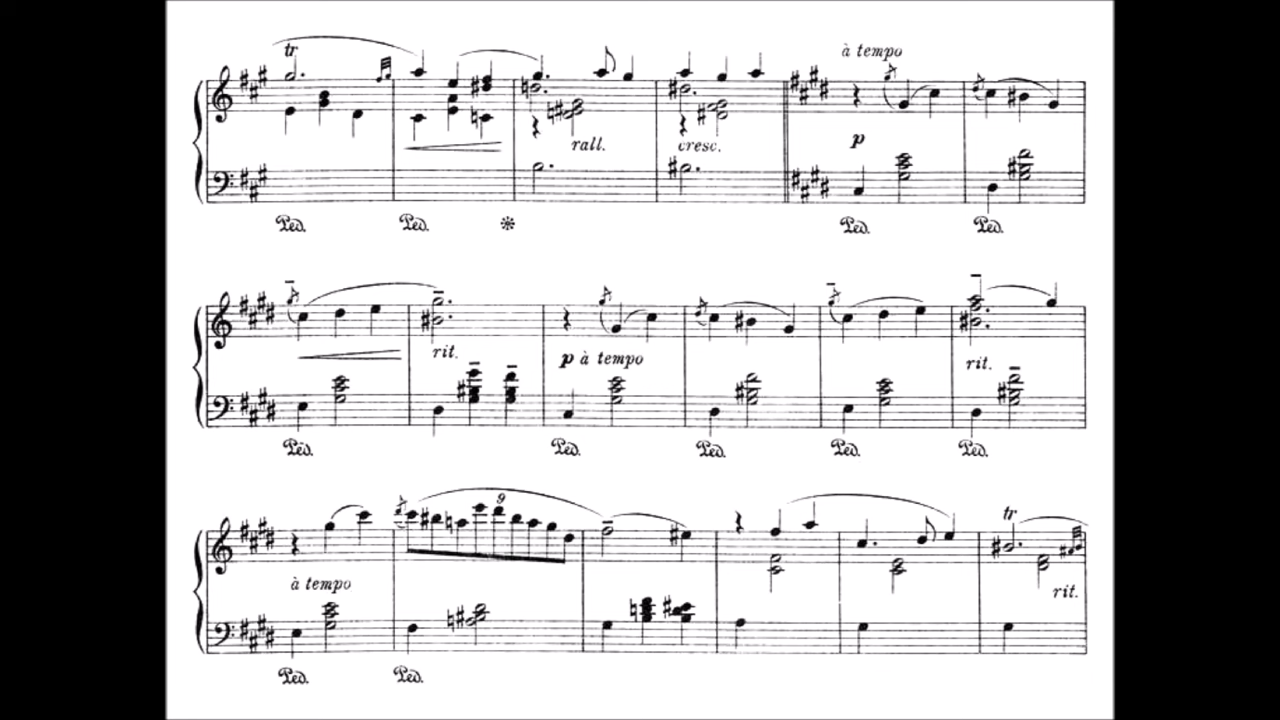 tr
à tempo
rall. cresc. p
Ped. Ped. Ped. Ped.
rit. p à tempo rit.
Ped. Ped. Ped. Ped. Ped.
9
tr
à tempo rit.
Ped. Ped.